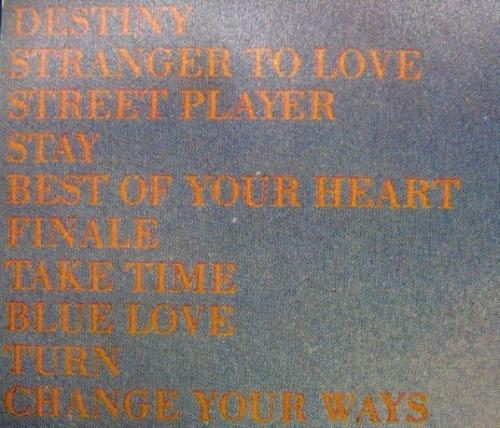 DESTINY
STRANGER TO LOVE
STREET PLAYER
STAY
BEST OF YOUR HEART
FINALE
TAKE TIME
BLUE LOVE
TURN
CHANGE YOUR WAYS